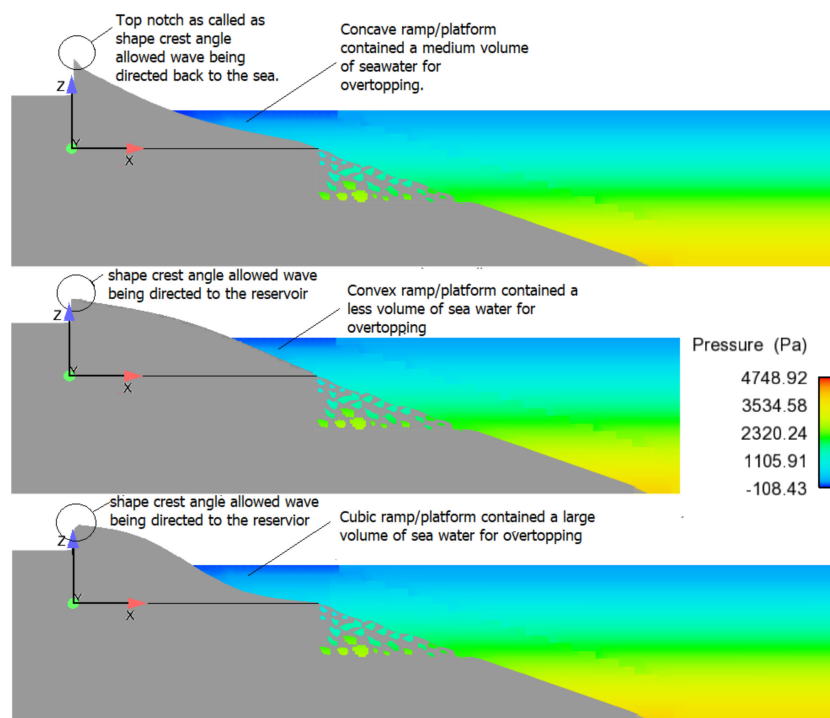 Top notch as called as
shape crest angle
allowed wave being
directed back to the sea.
Concave ramp/platform
contained a medium volume
of seawater for
overtopping.
Z
Y
X
shape crest angle allowed wave
being directed to the reservoir
Convex ramp/platform contained a
less volume of sea water for
overtopping
Z
Y
X
Pressure (Pa)
4748.92
3534.58
2320.24
1105.91
-108.43
shape crest angle allowed wave
being directed to the reservior
Cubic ramp/platform contained a large
volume of sea water for overtopping
Z
Y
X